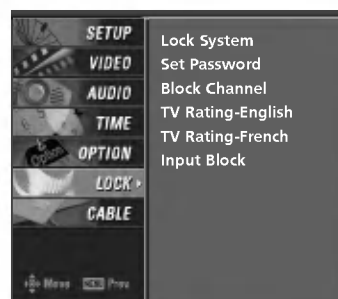 SETUP
VIDEO
AUDIO
TIME
OPTION
LOCK
CABLE
Lock System
Set Password
Block Channel
TV Rating-English
TV Rating-French
Input Block
Move Prev